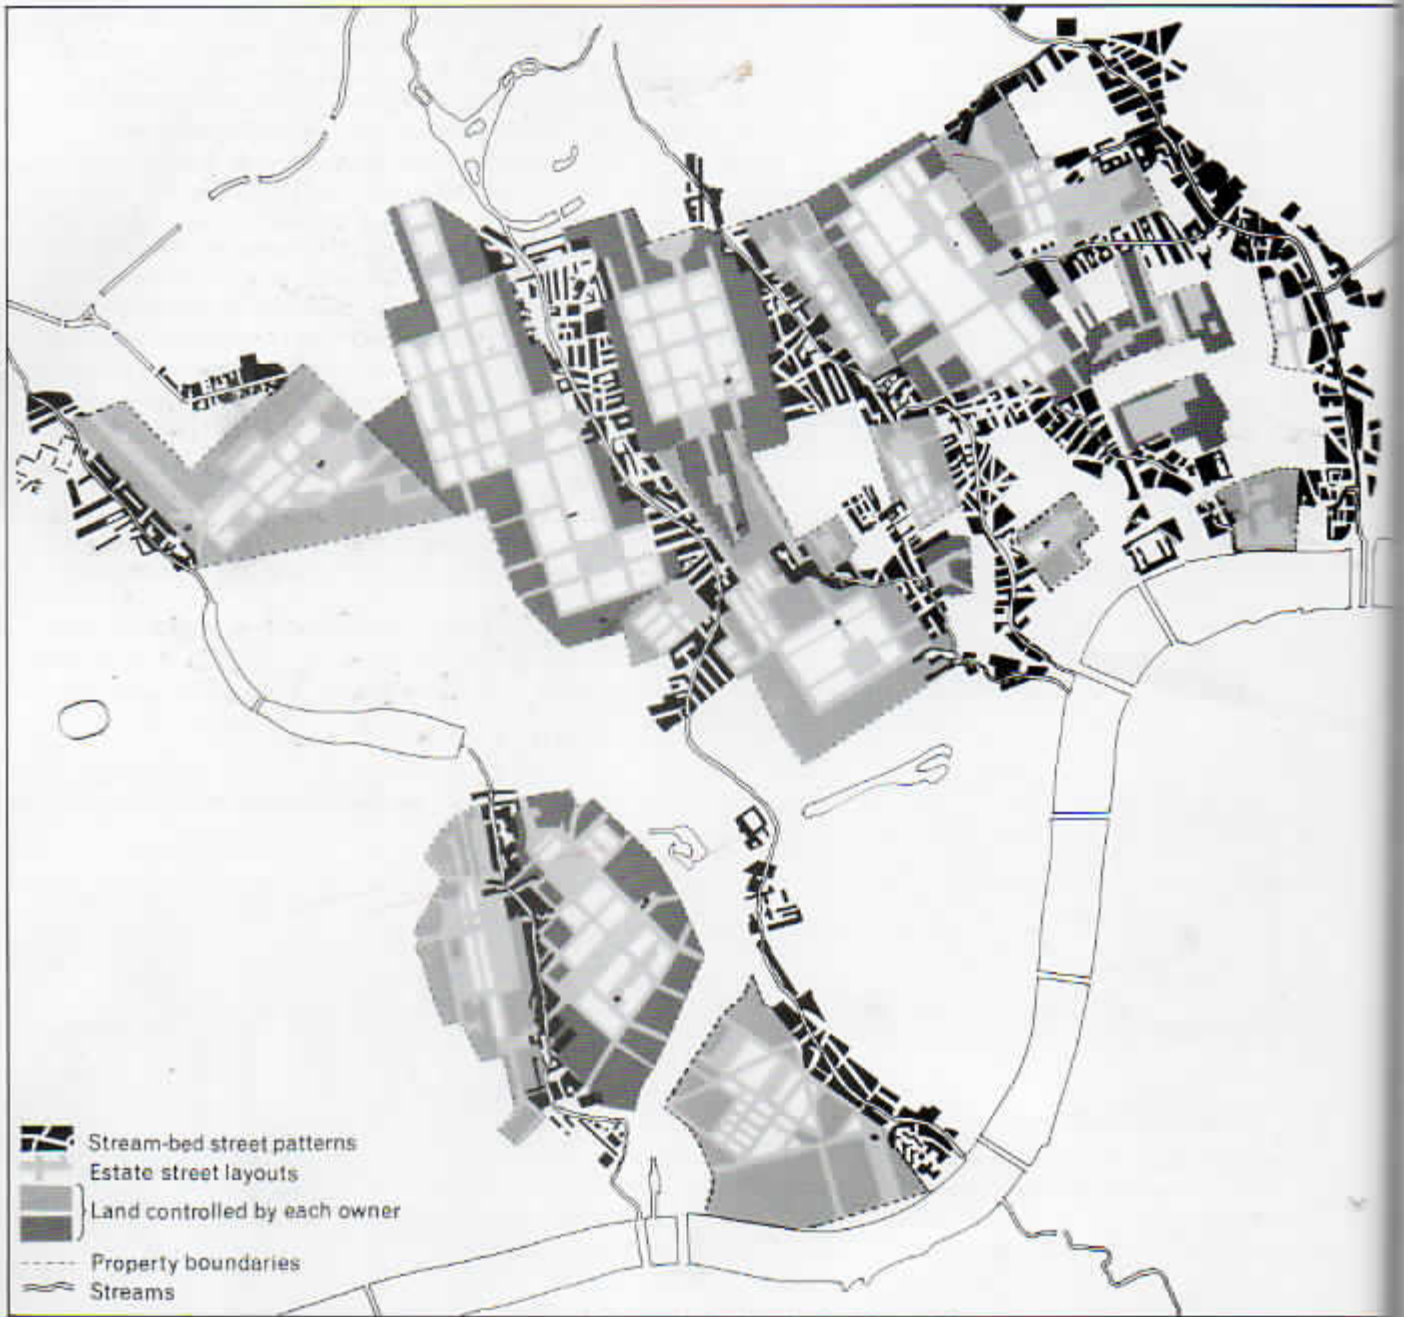 Stream-bed street patterns
Estate street layouts
Land controlled by each owner
Property boundaries
Streams